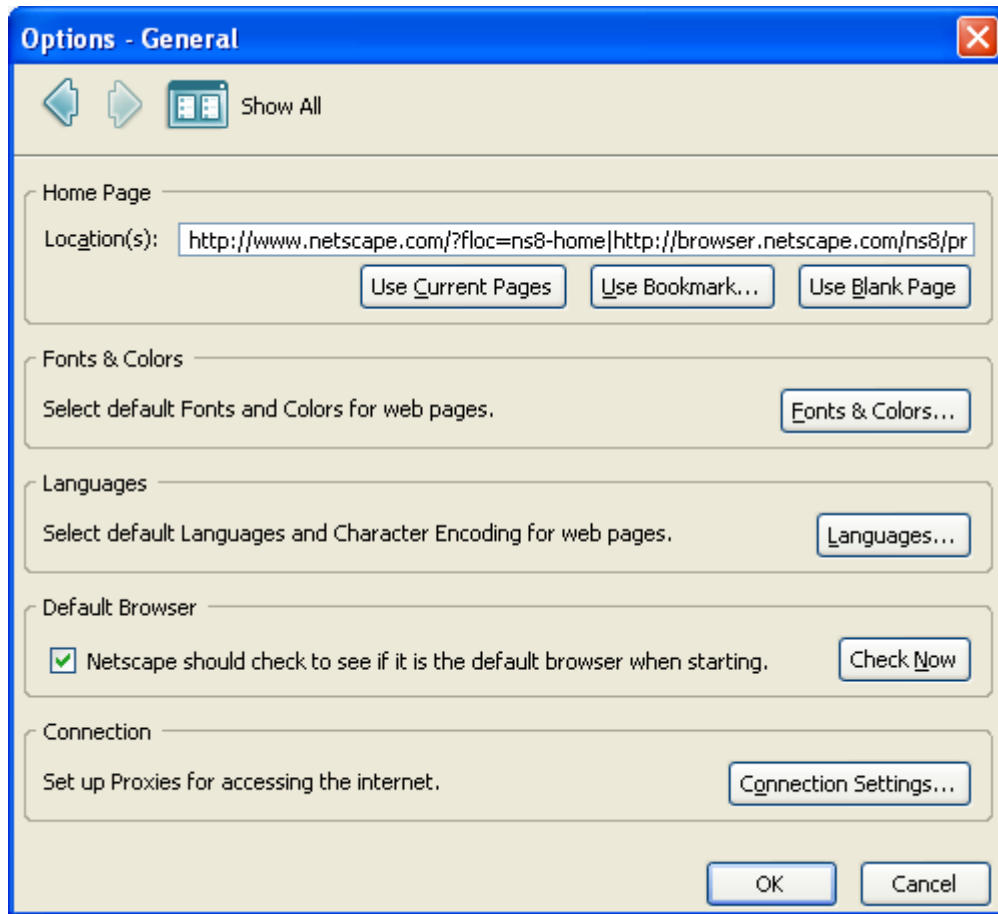 Options - General
Show All
Home Page
Location(s): http://www.netscape.com/?floc=ns8-home|http://browser.netscape.com/ns8/pr
Use Current Pages Use Bookmark... Use Blank Page
Fonts & Colors
Select default Fonts and Colors for web pages. Fonts & Colors...
Languages
Select default Languages and Character Encoding for web pages. Languages...
Default Browser
Netscape should check to see if it is the default browser when starting. Check Now
Connection
Set up Proxies for accessing the internet. Connection Settings...
OK Cancel